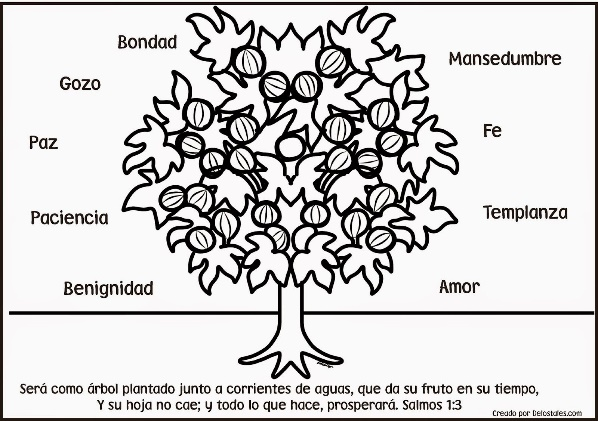 Bondad
Mansedumbre
Gozo
Fe
Paz
Paciencia
Templanza
Benignidad
Amor
Será como árbol plantado junto a corrientes de aguas, que da su fruto en su tiempo,
Y su hoja no cae; y todo lo que hace, prosperará. Salmos 1:3
Creado por Delostales.com